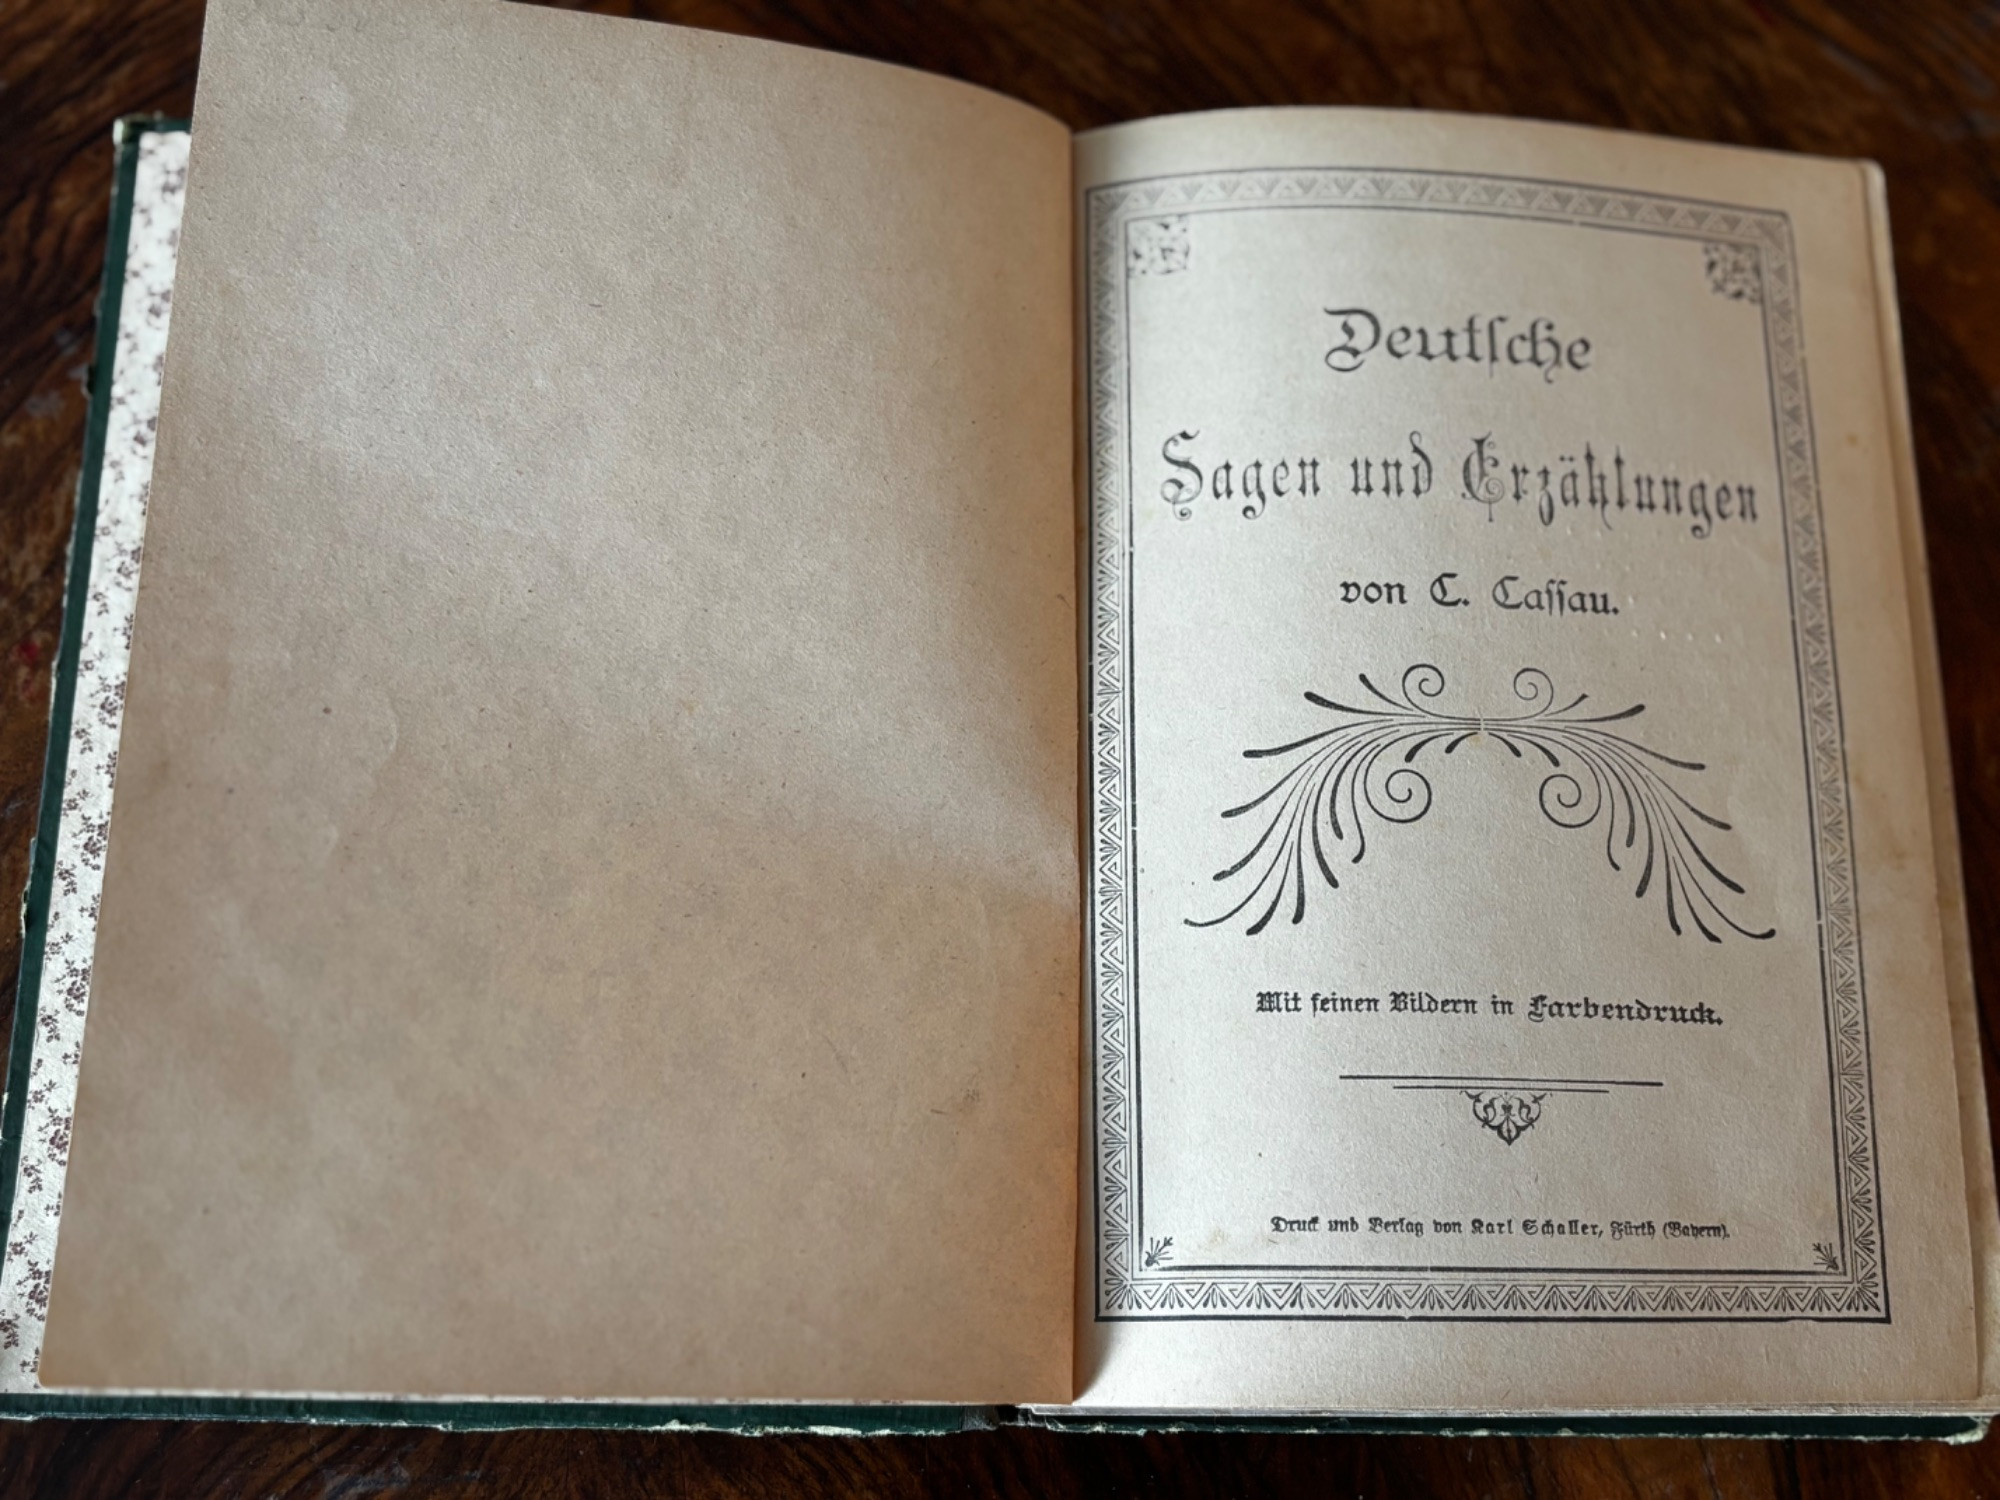 Deutsche
Sagen und Erzählungen
von C. Cassau.
Mit feinen Bildern in Farbendruck.
Druck und Verlag von Karl Schaller, Fürth (Bayern).